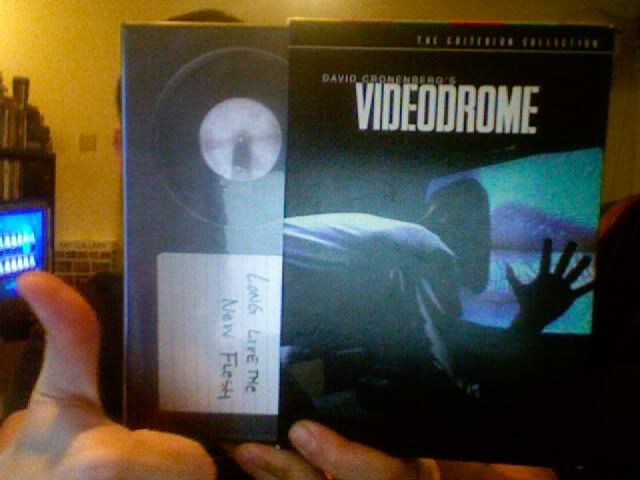 THE CRITERION COLLECTION
DAVID CRONENBERG'S
VIDEODROME
LONG LIVE THE
NEW FLESH